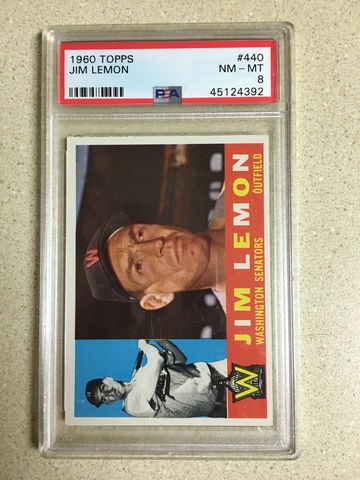 1960 TOPPS #440
JIM LEMON NM - MT
PSA 8
45124392
W
JIM LEMON
WASHINGTON SENATORS OUTFIELD
W